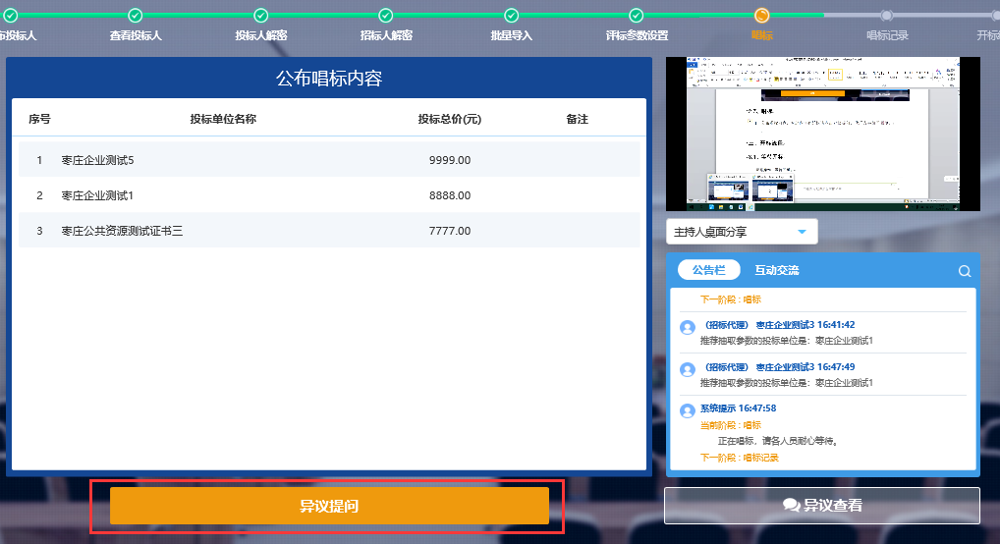 布投标人 查看投标人 投标人解密 招标人解密 批量导入 评标参数设置 唱标 唱标记录 开标
公布唱标内容
序号 投标单位名称 投标总价(元) 备注
1 枣庄企业测试5 9999.00
2 枣庄企业测试1 8888.00
3 枣庄公共资源测试证书三 7777.00
异议提问
主持人桌面分享
公告栏 互动交流
下一阶段：唱标
（招标代理） 枣庄企业测试3 16:41:42
推荐抽取参数的投标单位是：枣庄企业测试1
（招标代理） 枣庄企业测试3 16:47:49
推荐抽取参数的投标单位是：枣庄企业测试1
系统提示 16:47:58
当前阶段：唱标
正在唱标，请各人员耐心等待。
下一阶段：唱标记录
异议查看